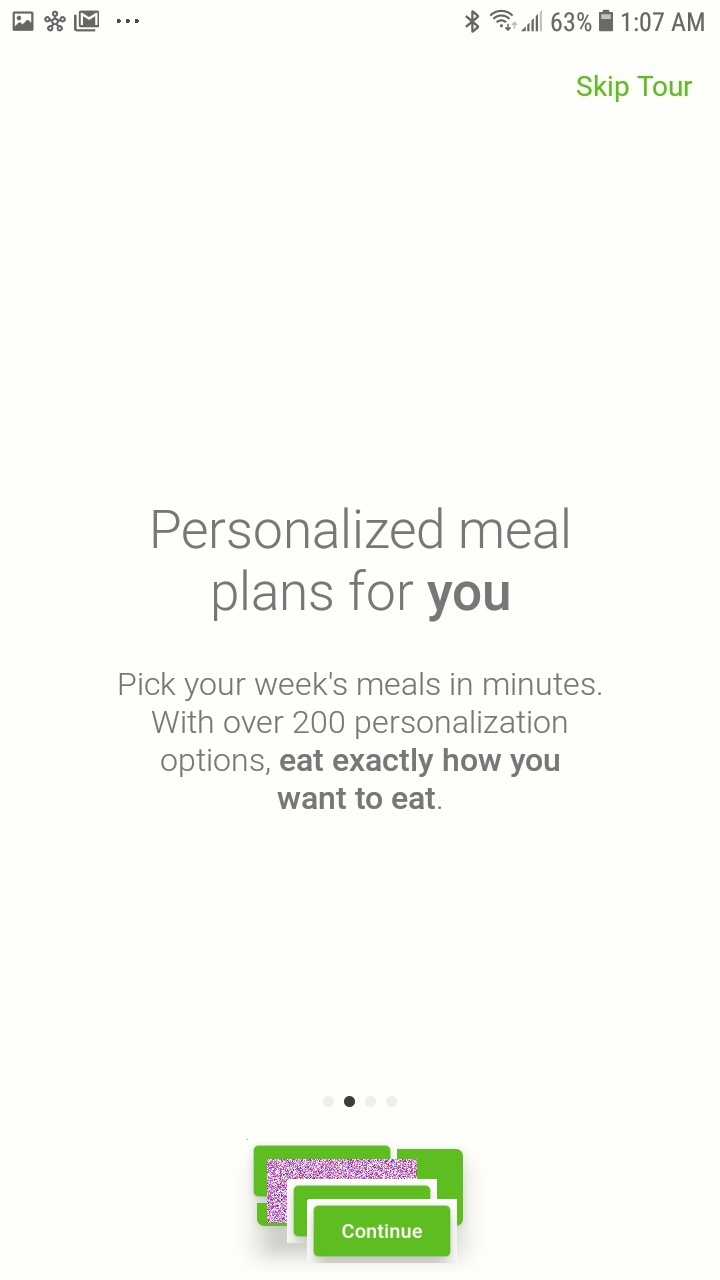 63% 1:07 AM
Skip Tour
Personalized meal
plans for you
Pick your week's meals in minutes.
With over 200 personalization
options, eat exactly how you
want to eat.
Continue